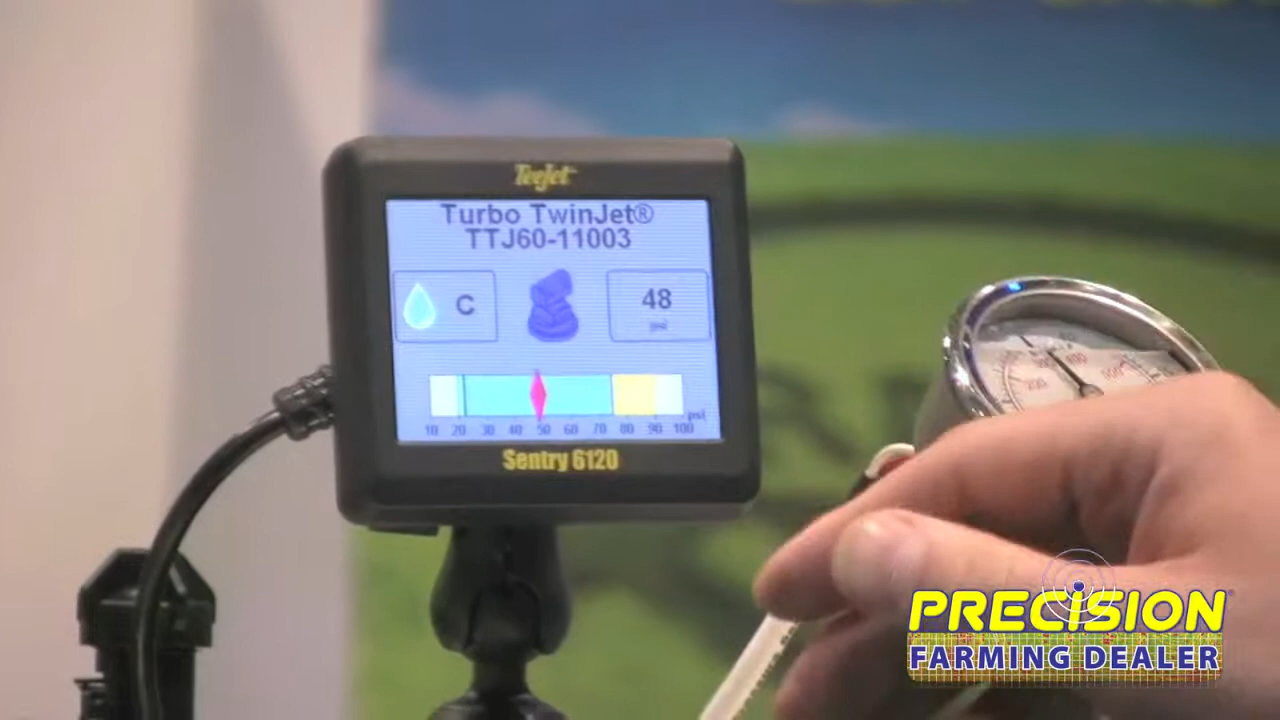 TeeJet
Turbo TwinJet®
TTJ60-11003
C
48
psi
psi
10 20 30 40 50 60 70 80 90 100
Sentry 6120
PRECISION
FARMING DEALER